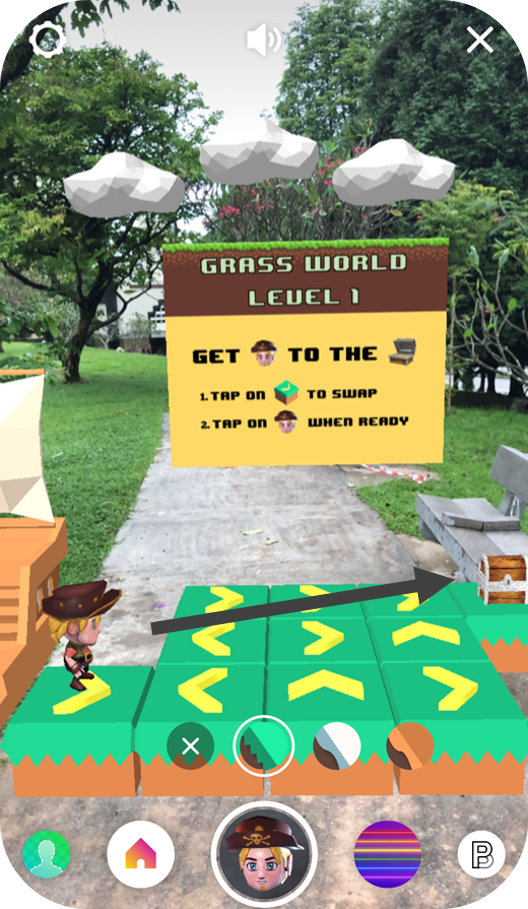 GRASS WORLD
LEVEL 1
GET TO THE
1. TAP ON TO SWAP
2. TAP ON WHEN READY
B